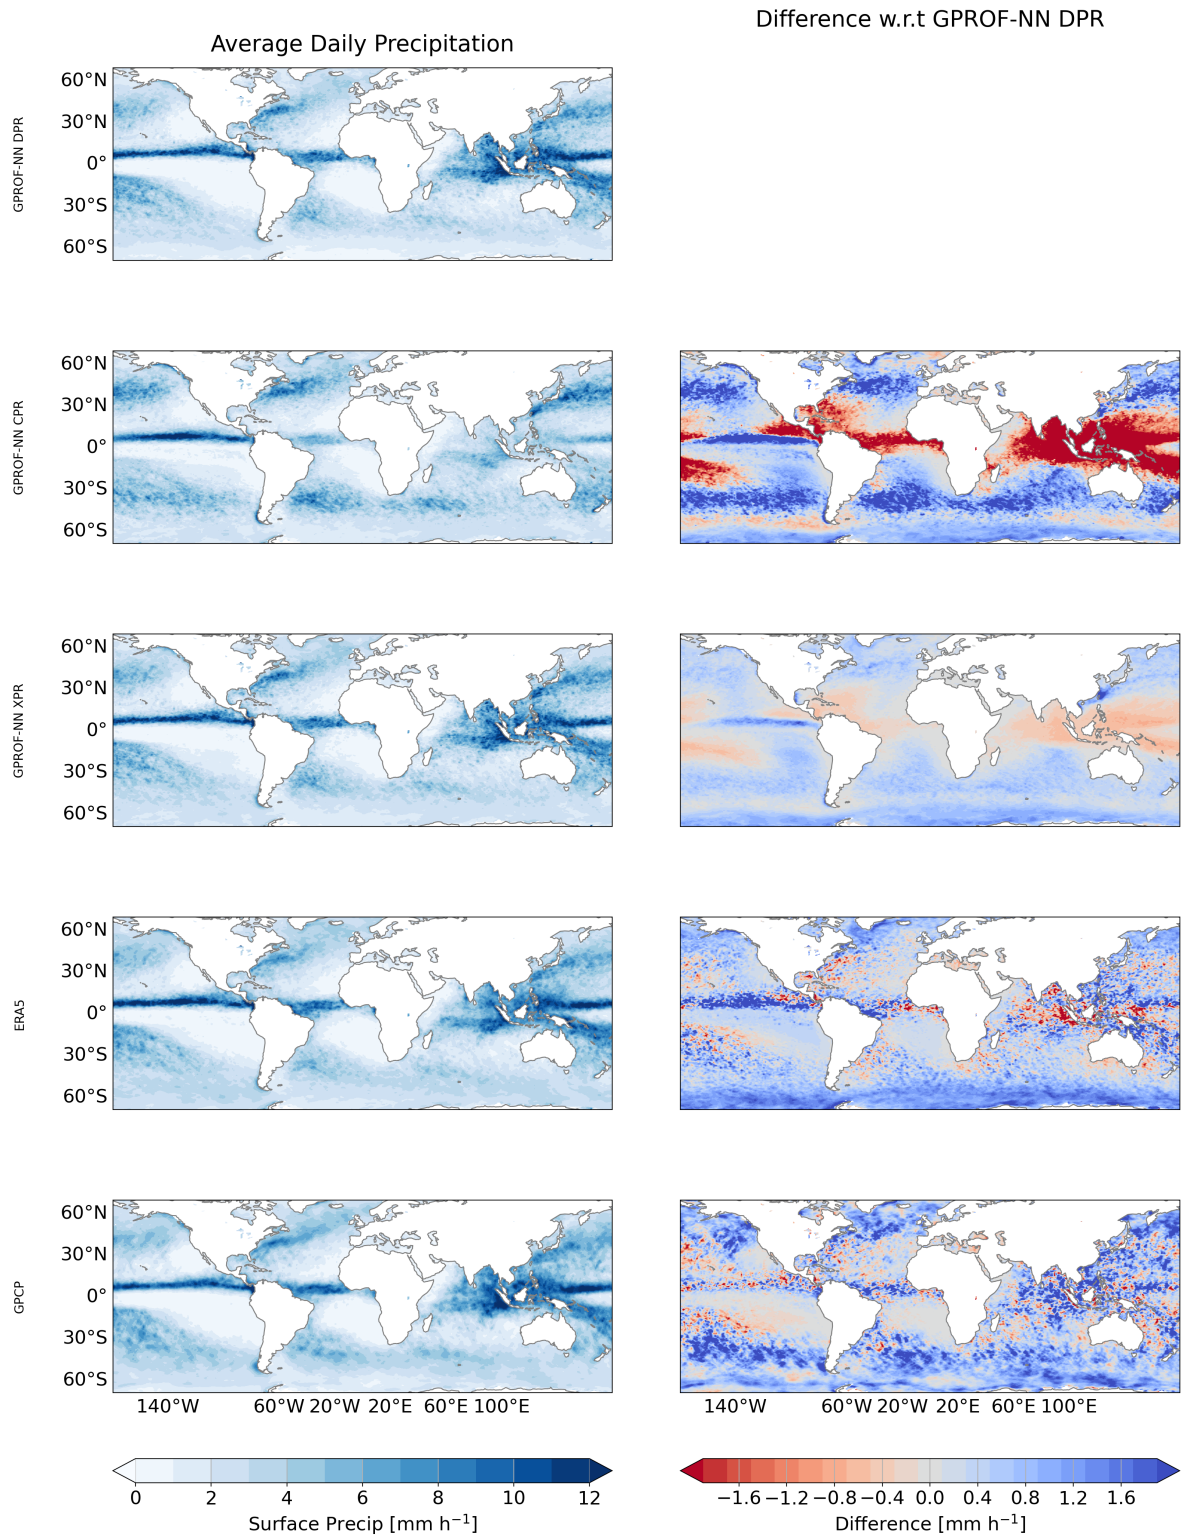 Difference w.r.t GPROF-NN DPR
Average Daily Precipitation
GPROF-NN DPR
60°N
30°N
0°
30°S
60°S
GPROF-NN CPR
60°N
30°N
0°
30°S
60°S
GPROF-NN XPR
60°N
30°N
0°
30°S
60°S
ERA5
60°N
30°N
0°
30°S
60°S
GPCP
60°N
30°N
0°
30°S
60°S
140°W 60°W 20°W 20°E 60°E 100°E
140°W 60°W 20°W 20°E 60°E 100°E
0 2 4 6 8 10 12
Surface Precip [mm h⁻¹]
−1.6 −1.2 −0.8 −0.4 0.0 0.4 0.8 1.2 1.6
Difference [mm h⁻¹]